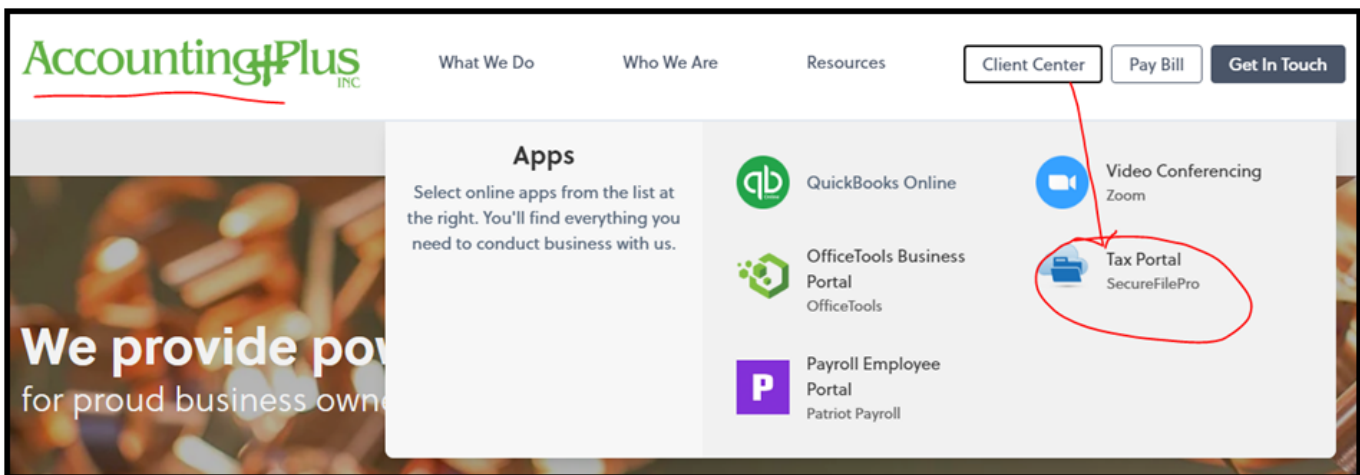 Accounting+Plus
INC
What We Do
Who We Are
Resources
Client Center
Pay Bill
Get In Touch
Apps
Select online apps from the list at
the right. You'll find everything you
need to conduct business with us.
QuickBooks Online
OfficeTools Business
Portal
OfficeTools
Payroll Employee
Portal
Patriot Payroll
Video Conferencing
Zoom
Tax Portal
SecureFilePro
qb
P
We provide
for proud business